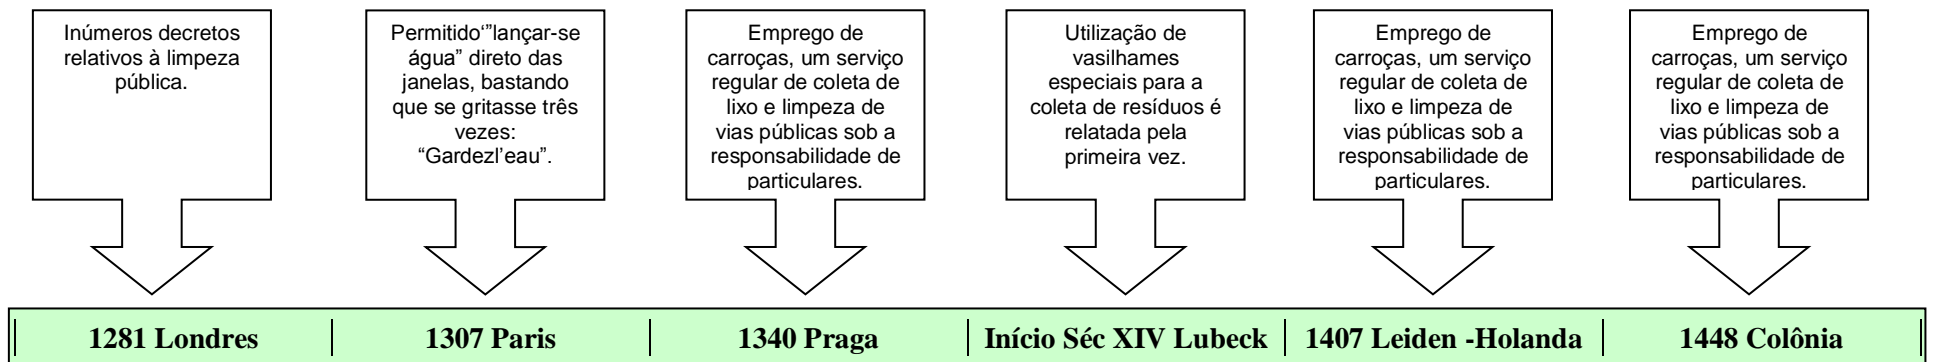 Inúmeros decretos
relativos à limpeza
pública.
Permitido‘”lançar-se
água” direto das
janelas, bastando
que se gritasse três
vezes:
“Gardezl’eau”.
Emprego de
carroças, um serviço
regular de coleta de
lixo e limpeza de
vias públicas sob a
responsabilidade de
particulares.
Utilização de
vasilhames
especiais para a
coleta de resíduos é
relatada pela
primeira vez.
Emprego de
carroças, um serviço
regular de coleta de
lixo e limpeza de
vias públicas sob a
responsabilidade de
particulares.
Emprego de
carroças, um serviço
regular de coleta de
lixo e limpeza de
vias públicas sob a
responsabilidade de
particulares.
1281 Londres
1307 Paris
1340 Praga
Início Séc XIV Lubeck
1407 Leiden -Holanda
1448 Colônia